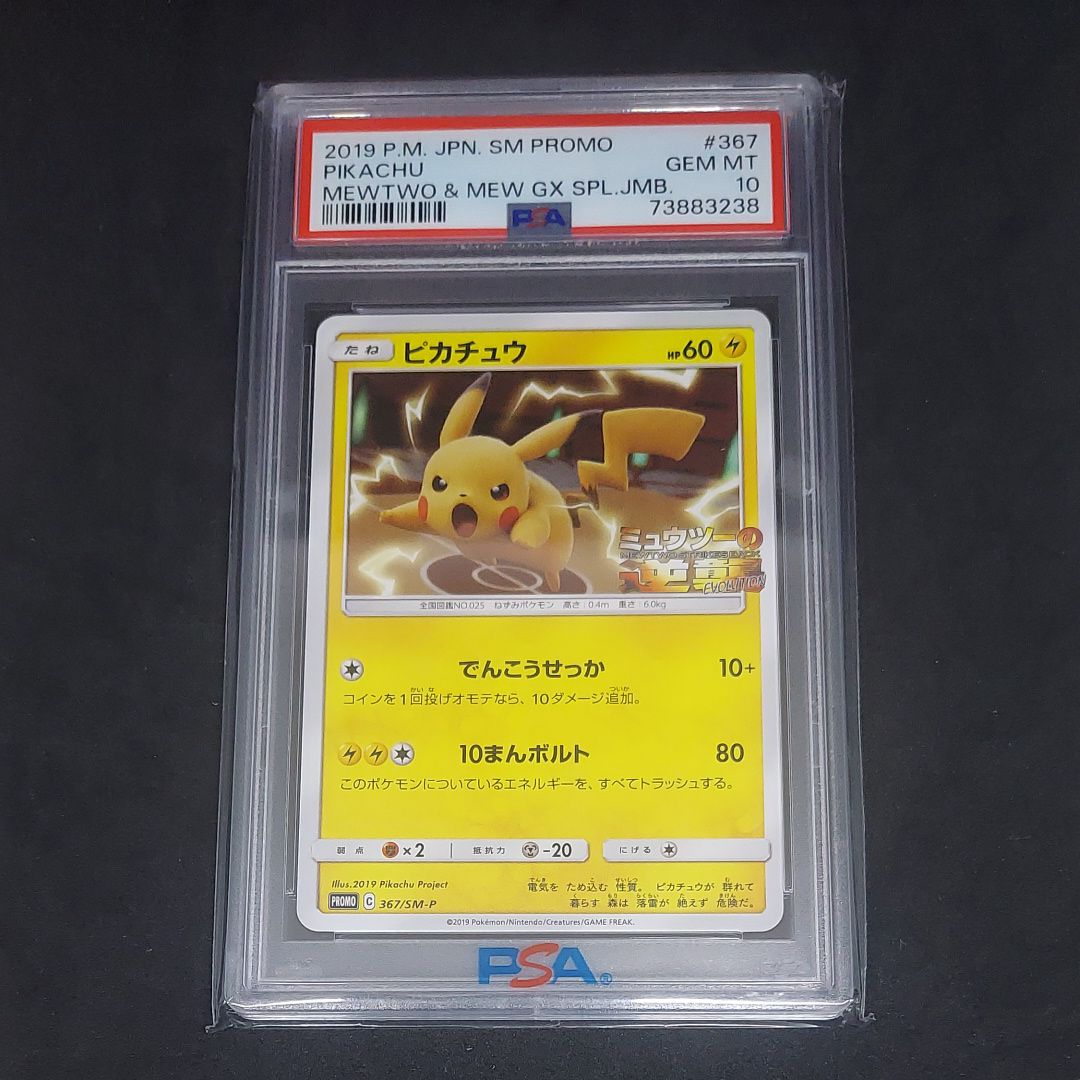 2019 P.M. JPN. SM PROMO #367
PIKACHU GEM MT
MEWTWO & MEW GX SPL.JMB. 10
PSA 73883238
たね ピカチュウ HP60
ミュウツーの
MEWTWO STRIKES BACK
逆襲
EVOLUTION
全国図鑑NO.025 ねずみポケモン 高さ:0.4m 重さ:6.0kg
でんこうせっか 10+
コインを1回投げオモテなら、10ダメージ追加。
10まんボルト 80
このポケモンについているエネルギーを、すべてトラッシュする。
弱点 ×2 抵抗力 -20 にげる
Illus.2019 Pikachu Project
電気を ため込む 性質。 ピカチュウが 群れて
暮らす 森は 落雷が 絶えず 危険だ。
PROMO C 367/SM-P
©2019 Pokémon/Nintendo/Creatures/GAME FREAK.
PSA®